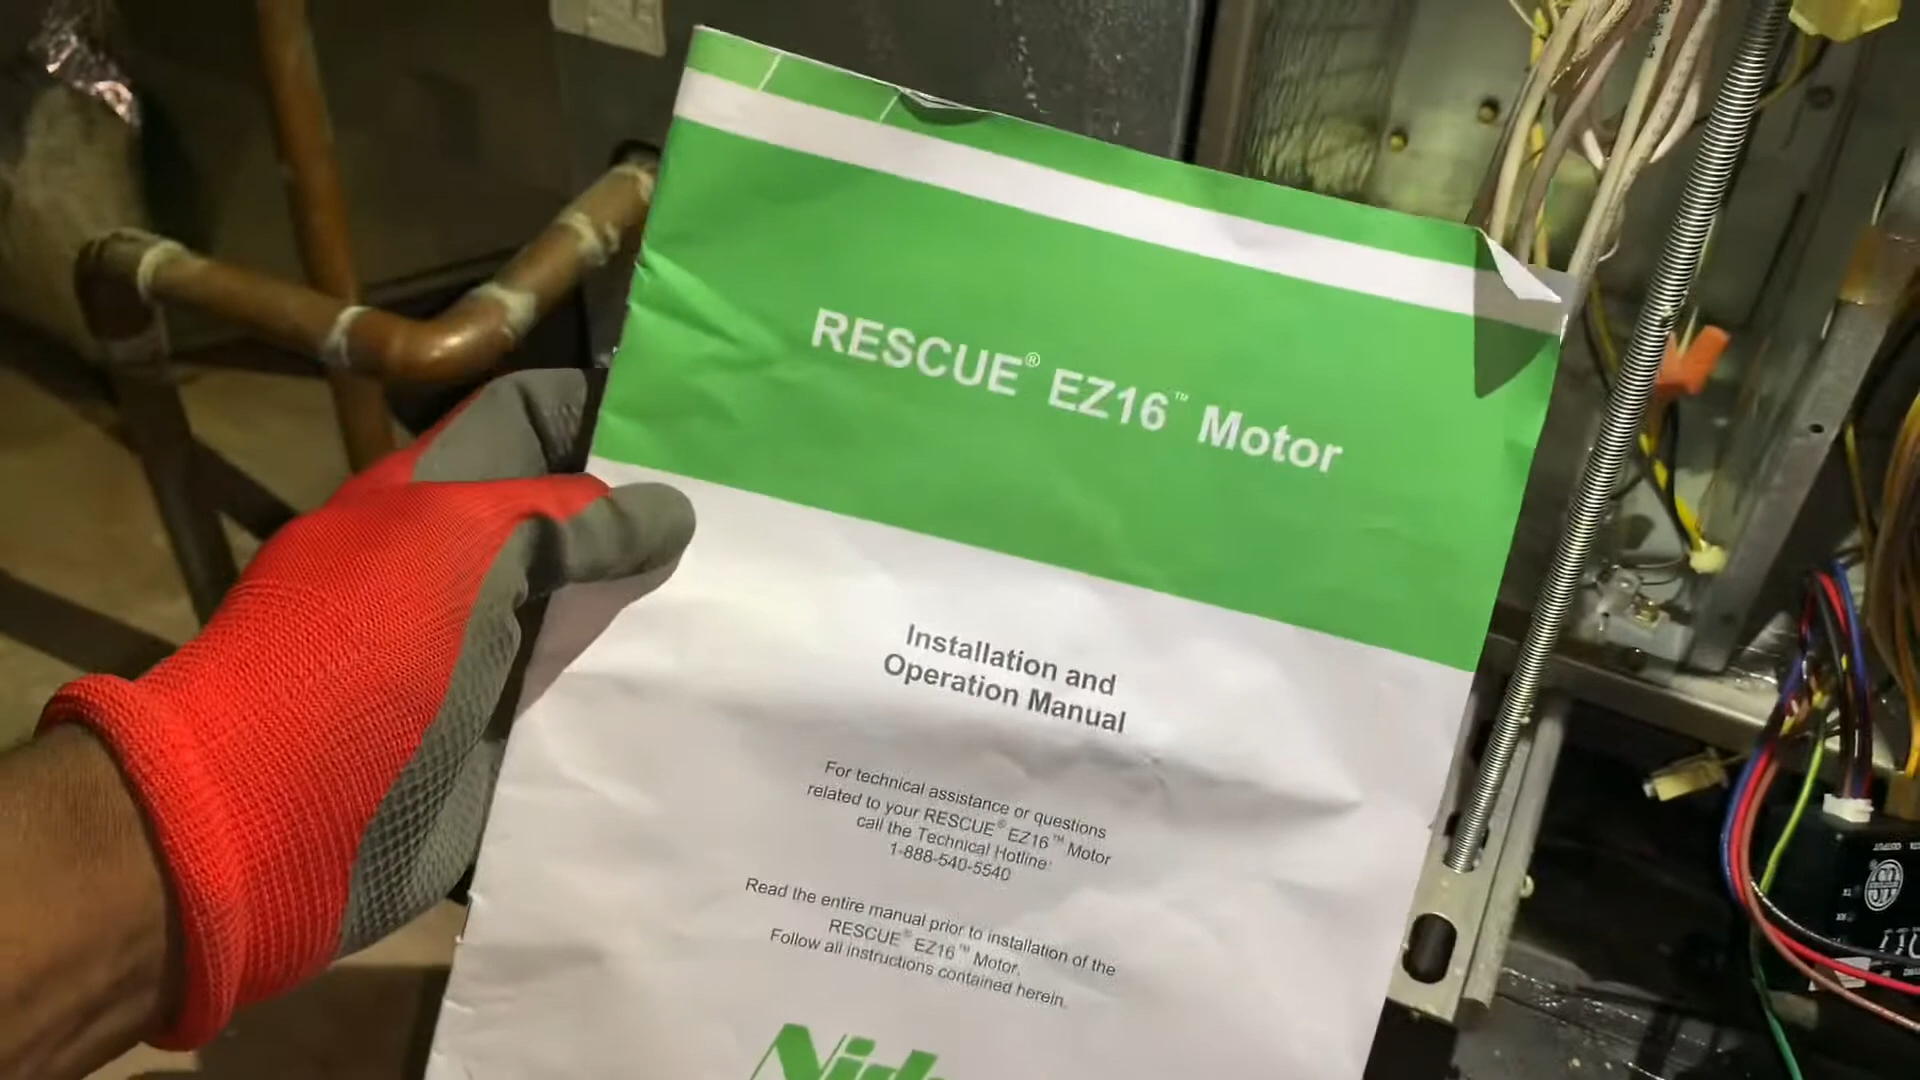 RESCUE® EZ16™ Motor
Installation and
Operation Manual
For technical assistance or questions
related to your RESCUE® EZ16™ Motor
call the Technical Hotline:
1-888-540-5540
Read the entire manual prior to installation of the
RESCUE® EZ16™ Motor.
Follow all instructions contained herein.
OUTPUT